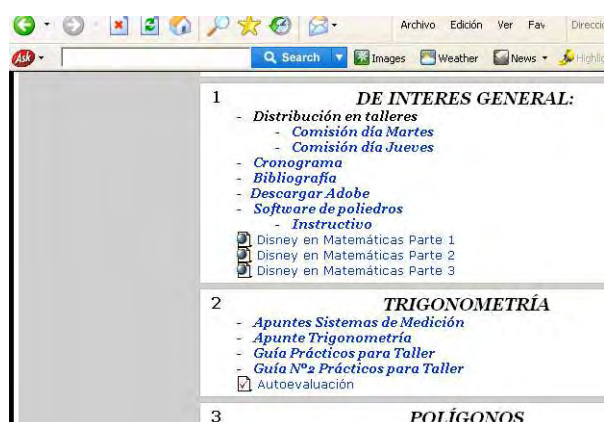 Archivo Edición Ver Fav Direcci
Ask Search Images Weather News Highlig
1 DE INTERES GENERAL:
- Distribución en talleres
- Comisión día Martes
- Comisión día Jueves
- Cronograma
- Bibliografía
- Descargar Adobe
- Software de poliedros
- Instructivo
Disney en Matemáticas Parte 1
Disney en Matemáticas Parte 2
Disney en Matemáticas Parte 3
2 TRIGONOMETRÍA
- Apuntes Sistemas de Medición
- Apunte Trigonometría
- Guía Prácticos para Taller
- Guía Nº2 Prácticos para Taller
Autoevaluación
3 POLÍGONOS